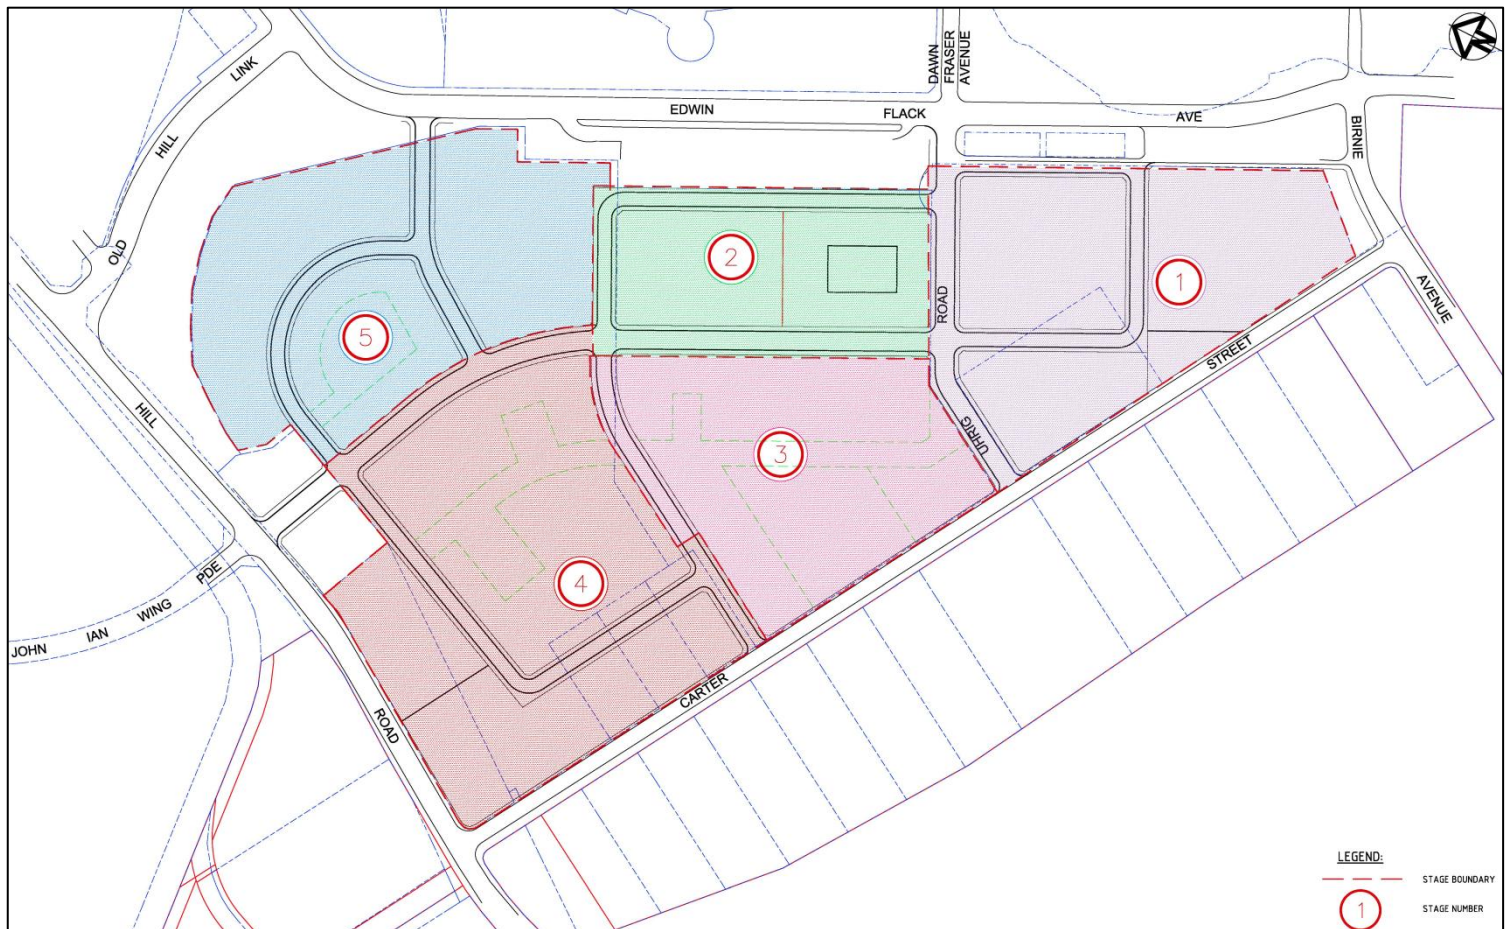 DAWN
FRASER
AVENUE
LINK
HILL
OLD
EDWIN
FLACK
AVE
BIRNIE
AVENUE
2
1
5
ROAD
STREET
UHRIG
3
HILL
4
PDE
WING
IAN
JOHN
CARTER
ROAD
LEGEND:
STAGE BOUNDARY
1 STAGE NUMBER